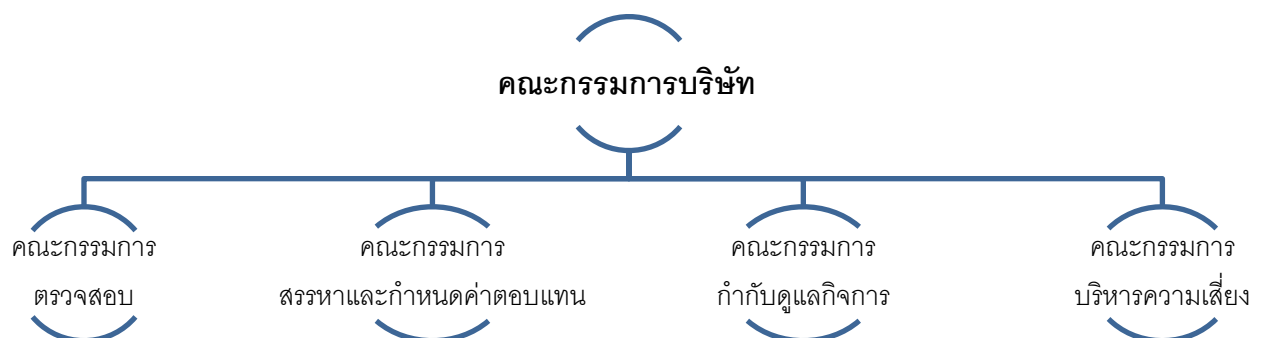 คณะกรรมการบริษัท
คณะกรรมการ
ตรวจสอบ
คณะกรรมการ
สรรหาและกำหนดค่าตอบแทน
คณะกรรมการ
กำกับดูแลกิจการ
คณะกรรมการ
บริหารความเสี่ยง